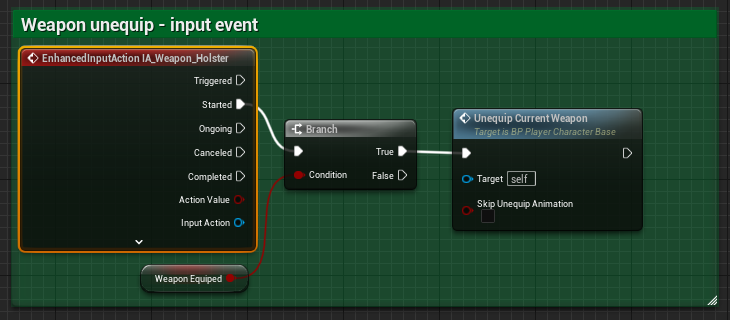 Weapon unequip - input event
EnhancedInputAction IA_Weapon_Holster
Triggered
Started
Ongoing
Canceled
Completed
Action Value
Input Action
Branch
True
Condition
False
Unequip Current Weapon
Target is BP Player Character Base
Target self
Skip Unequip Animation
Weapon Equiped